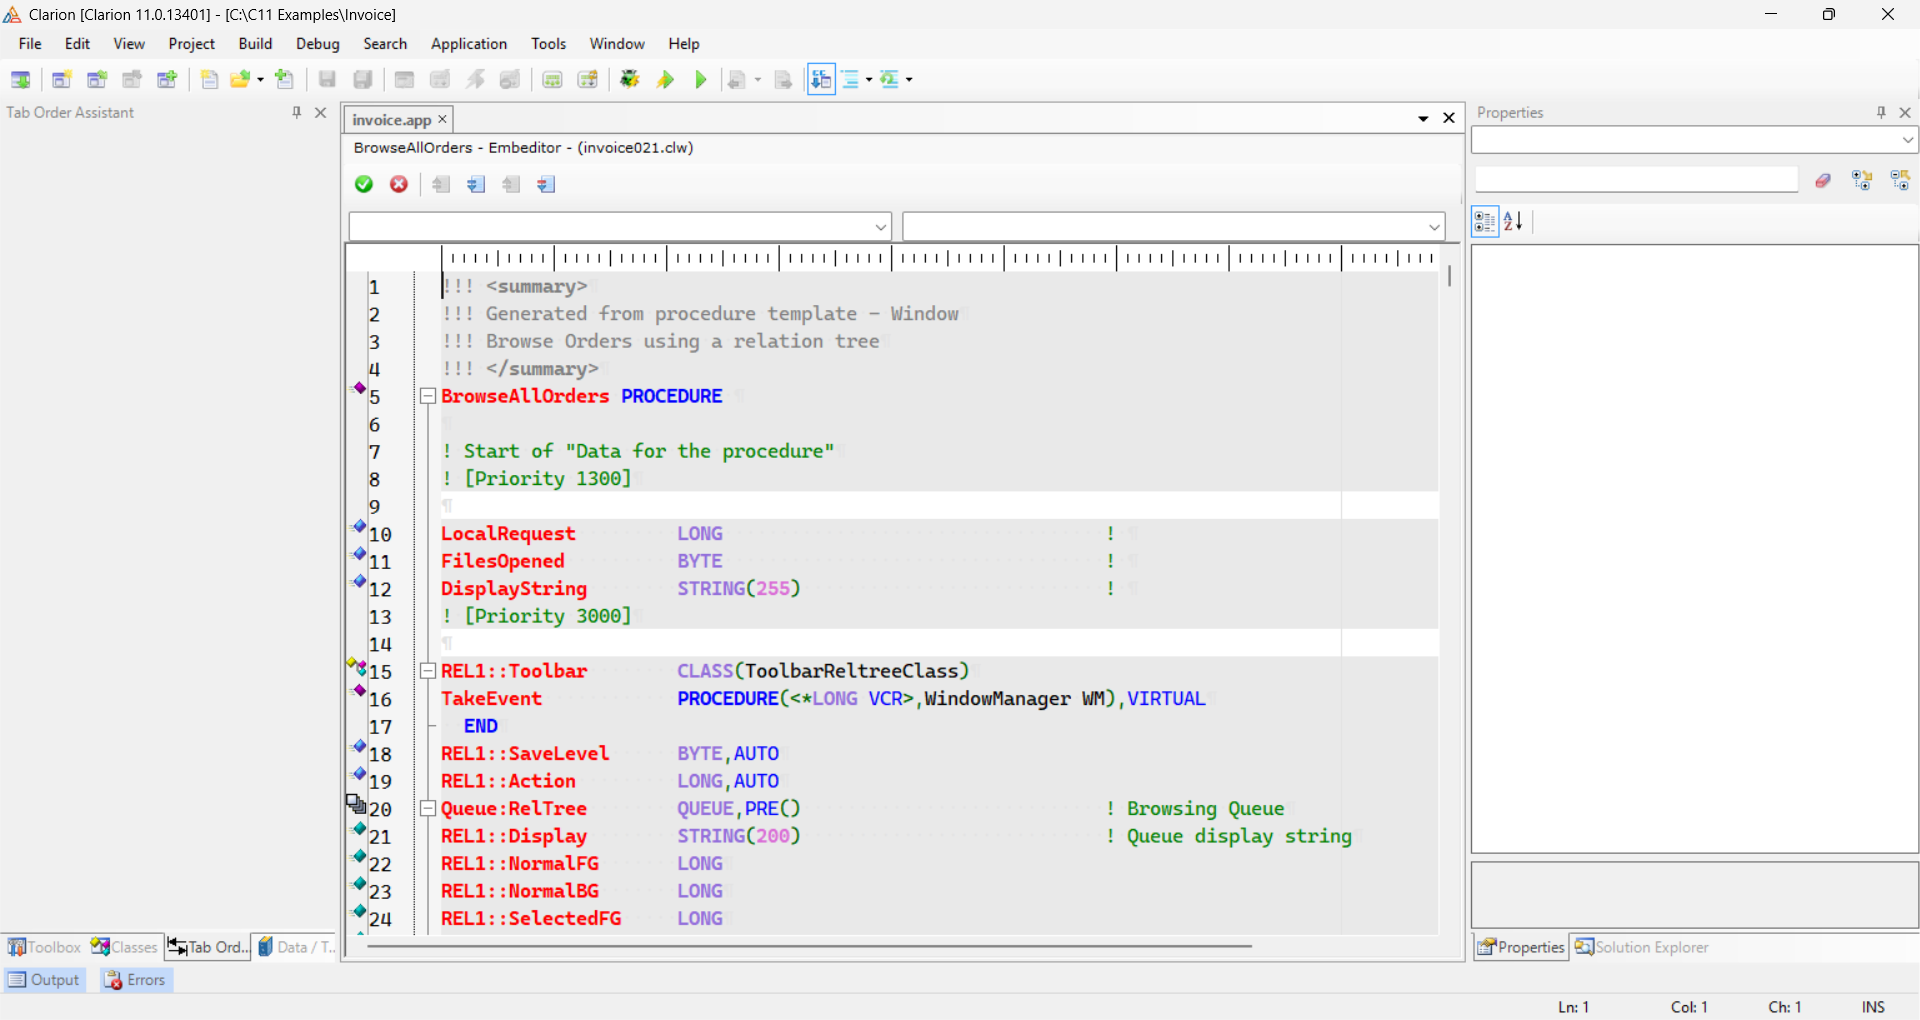 Clarion [Clarion 11.0.13401] - [C:\C11 Examples\Invoice]
File Edit View Project Build Debug Search Application Tools Window Help
Tab Order Assistant
invoice.app
Properties
BrowseAllOrders - Embeditor - (invoice021.clw)
1 !!! <summary>
2 !!! Generated from procedure template - Window
3 !!! Browse Orders using a relation tree
4 !!! </summary>
5 BrowseAllOrders PROCEDURE
6
7 ! Start of "Data for the procedure"
8 ! [Priority 1300]
9
10 LocalRequest LONG !
11 FilesOpened BYTE !
12 DisplayString STRING(255) !
13 ! [Priority 3000]
14
15 REL1::Toolbar CLASS(ToolbarReltreeClass)
16 TakeEvent PROCEDURE(<*LONG VCR>,WindowManager WM),VIRTUAL
17 END
18 REL1::SaveLevel BYTE,AUTO
19 REL1::Action LONG,AUTO
20 Queue:RelTree QUEUE,PRE() ! Browsing Queue
21 REL1::Display STRING(200) ! Queue display string
22 REL1::NormalFG LONG
23 REL1::NormalBG LONG
24 REL1::SelectedFG LONG
Toolbox Classes Tab Ord... Data / T...
Properties Solution Explorer
Output Errors
Ln: 1 Col: 1 Ch: 1 INS